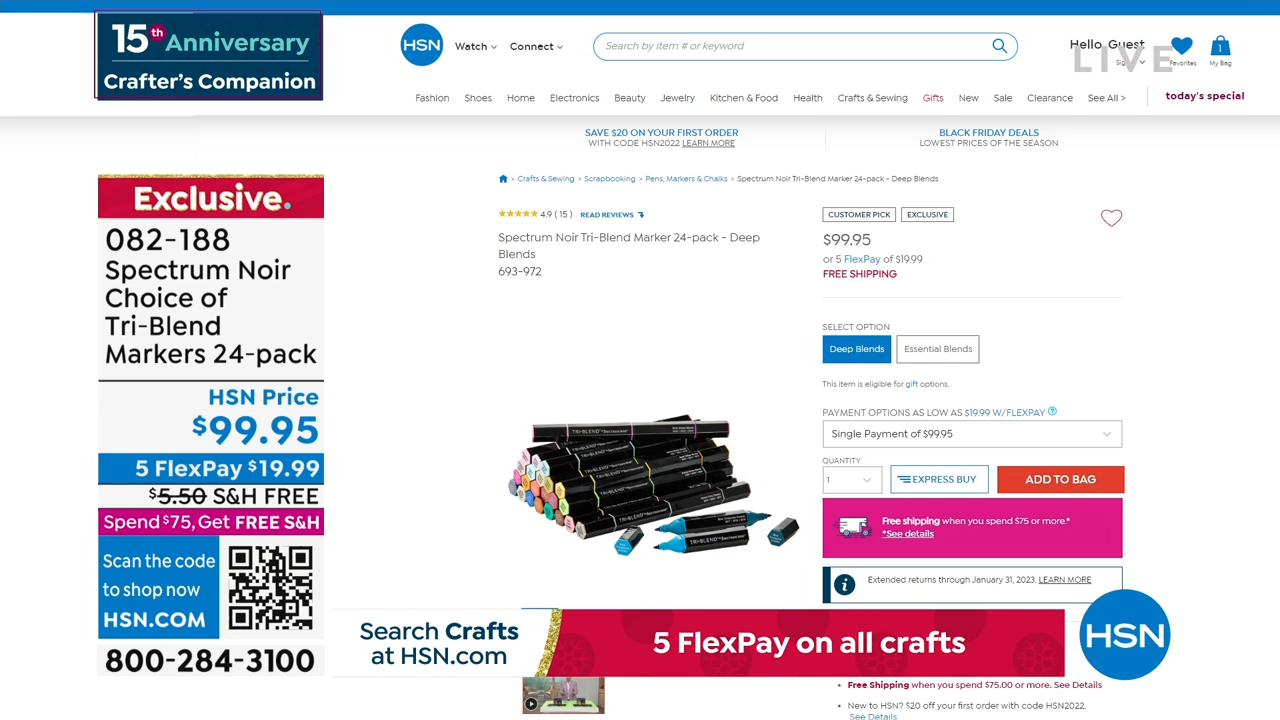 15th Anniversary
Crafter's Companion
HSN
Watch
Connect
Search by item # or keyword
Hello, Guest
LIVE
Favorites
1
My Bag
Fashion Shoes Home Electronics Beauty Jewelry Kitchen & Food Health Crafts & Sewing Gifts New Sale Clearance See All >
today's special
SAVE $20 ON YOUR FIRST ORDER
WITH CODE HSN2022 LEARN MORE
BLACK FRIDAY DEALS
LOWEST PRICES OF THE SEASON
> Crafts & Sewing > Scrapbooking > Pens, Markers & Chalks > Spectrum Noir Tri-Blend Marker 24-pack - Deep Blends
Exclusive.
082-188
Spectrum Noir
Choice of
Tri-Blend
Markers 24-pack
HSN Price
$99.95
5 FlexPay $19.99
$5.50 S&H FREE
Spend $75, Get FREE S&H
Scan the code
to shop now
HSN.COM
800-284-3100
4.9 ( 15 ) READ REVIEWS
Spectrum Noir Tri-Blend Marker 24-pack - Deep
Blends
693-972
TRI-BLEND
TRI-BLEND
CUSTOMER PICK
EXCLUSIVE
$99.95
or 5 FlexPay of $19.99
FREE SHIPPING
SELECT OPTION
Deep Blends
Essential Blends
This item is eligible for gift options.
PAYMENT OPTIONS AS LOW AS $19.99 W/FLEXPAY ?
Single Payment of $99.95
QUANTITY
1
EXPRESS BUY
ADD TO BAG
Free shipping when you spend $75 or more.*
*See details
Extended returns through January 31, 2023. LEARN MORE
Search Crafts
at HSN.com
5 FlexPay on all crafts
HSN
Free Shipping when you spend $75.00 or more. See Details
New to HSN? $20 off your first order with code HSN2022.
See Details